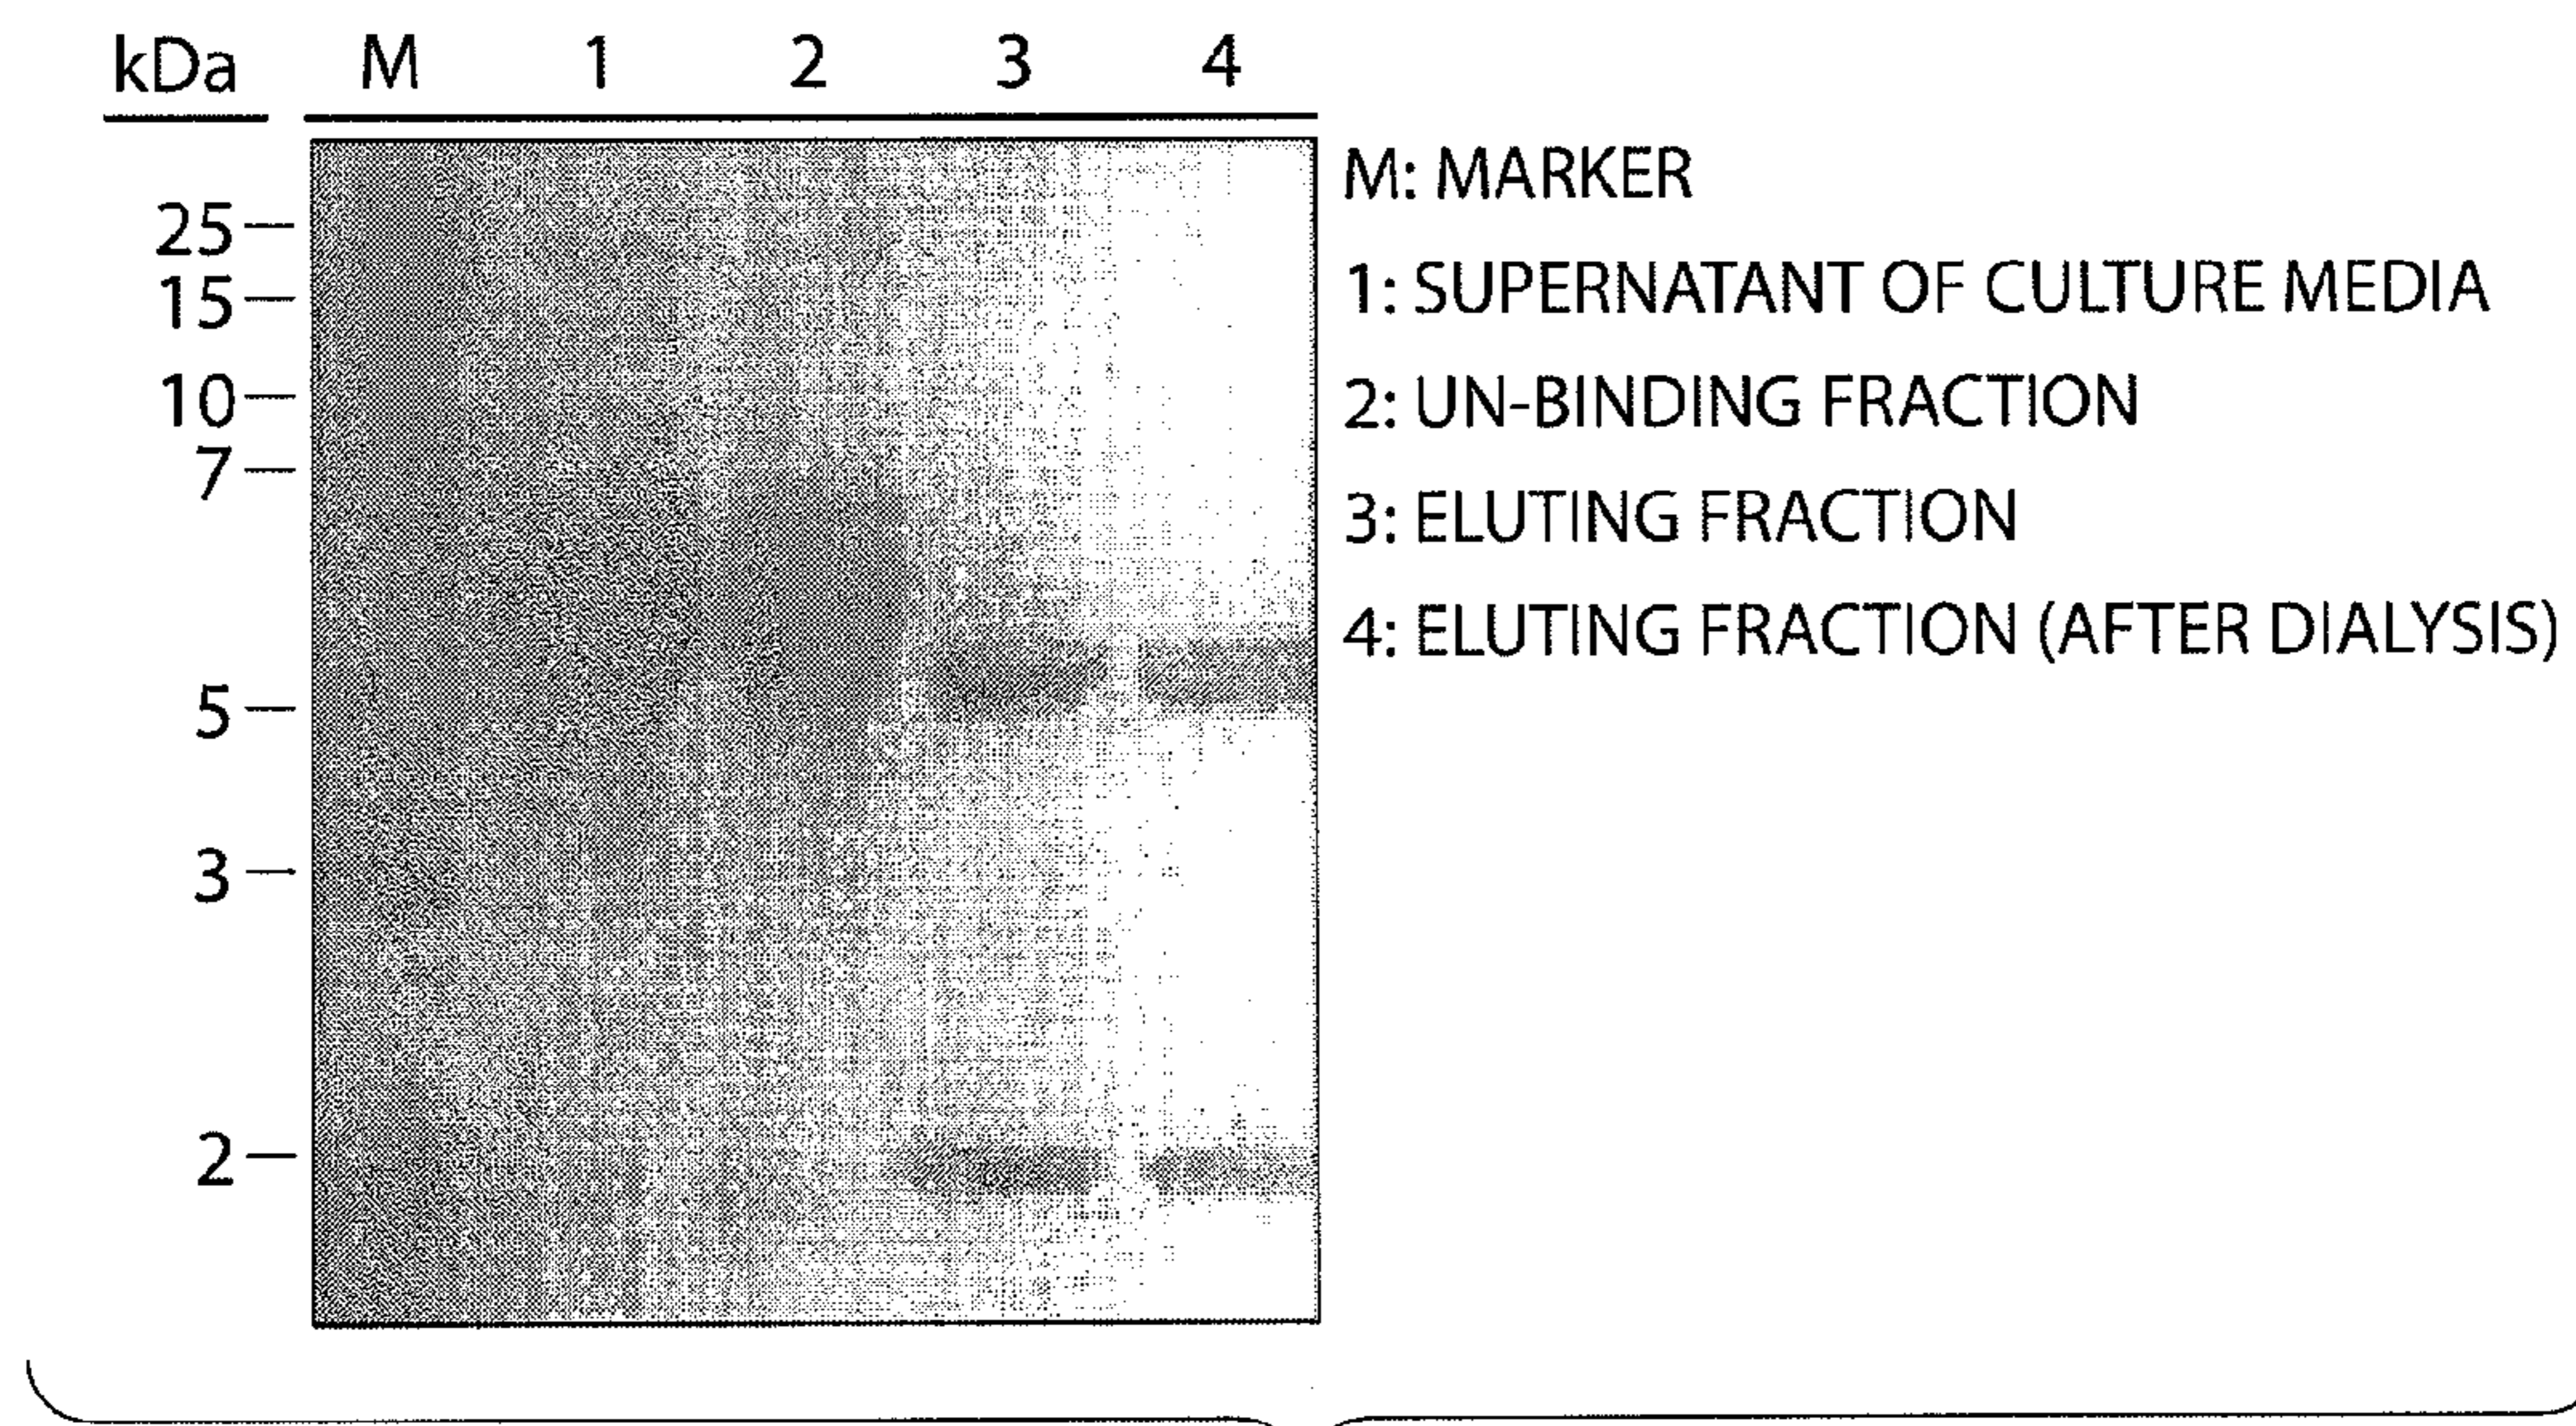 kDa M 1 2 3 4
25
15
10
7
5
3
2
M: MARKER
1: SUPERNATANT OF CULTURE MEDIA
2: UN-BINDING FRACTION
3: ELUTING FRACTION
4: ELUTING FRACTION (AFTER DIALYSIS)